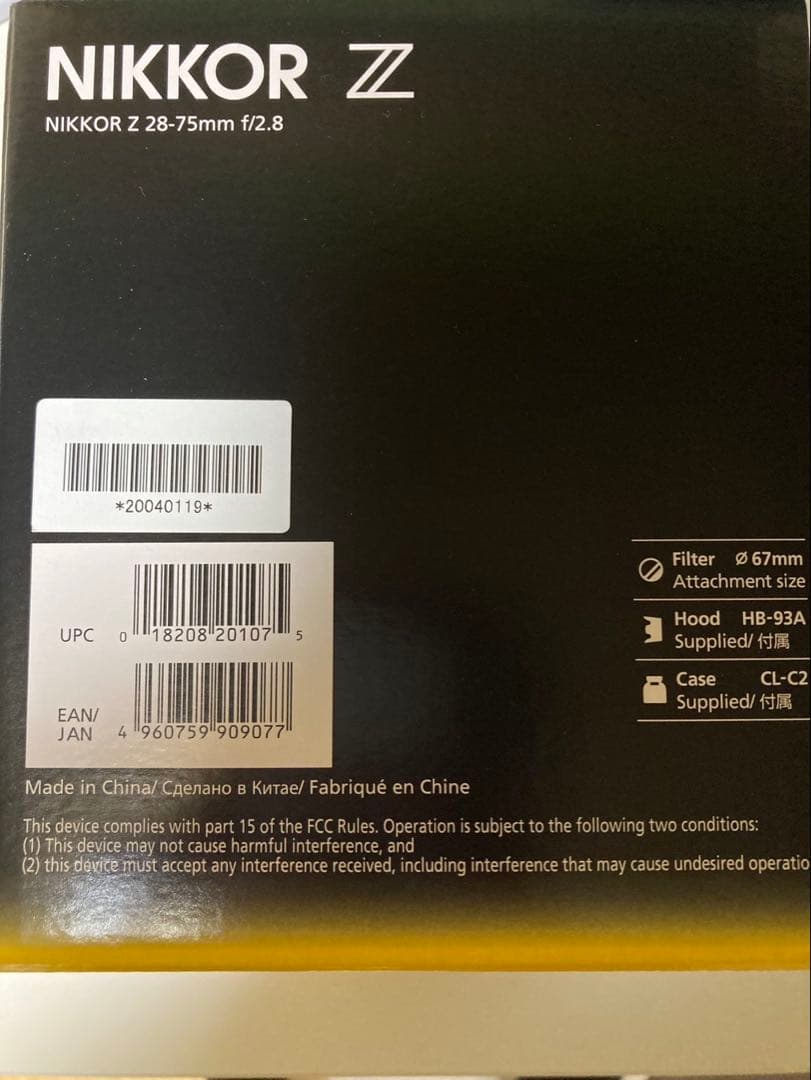 NIKKOR Z
NIKKOR Z 28-75mm f/2.8
*20040119*
UPC 0 18208 20107 5
EAN/
JAN 4 960759 909077
Filter Ø 67mm
Attachment size
Hood HB-93A
Supplied/ 付属
Case CL-C2
Supplied/ 付属
Made in China/ Сделано в Китае/ Fabriqué en Chine
This device complies with part 15 of the FCC Rules. Operation is subject to the following two conditions:
(1) This device may not cause harmful interference, and
(2) this device must accept any interference received, including interference that may cause undesired operatio